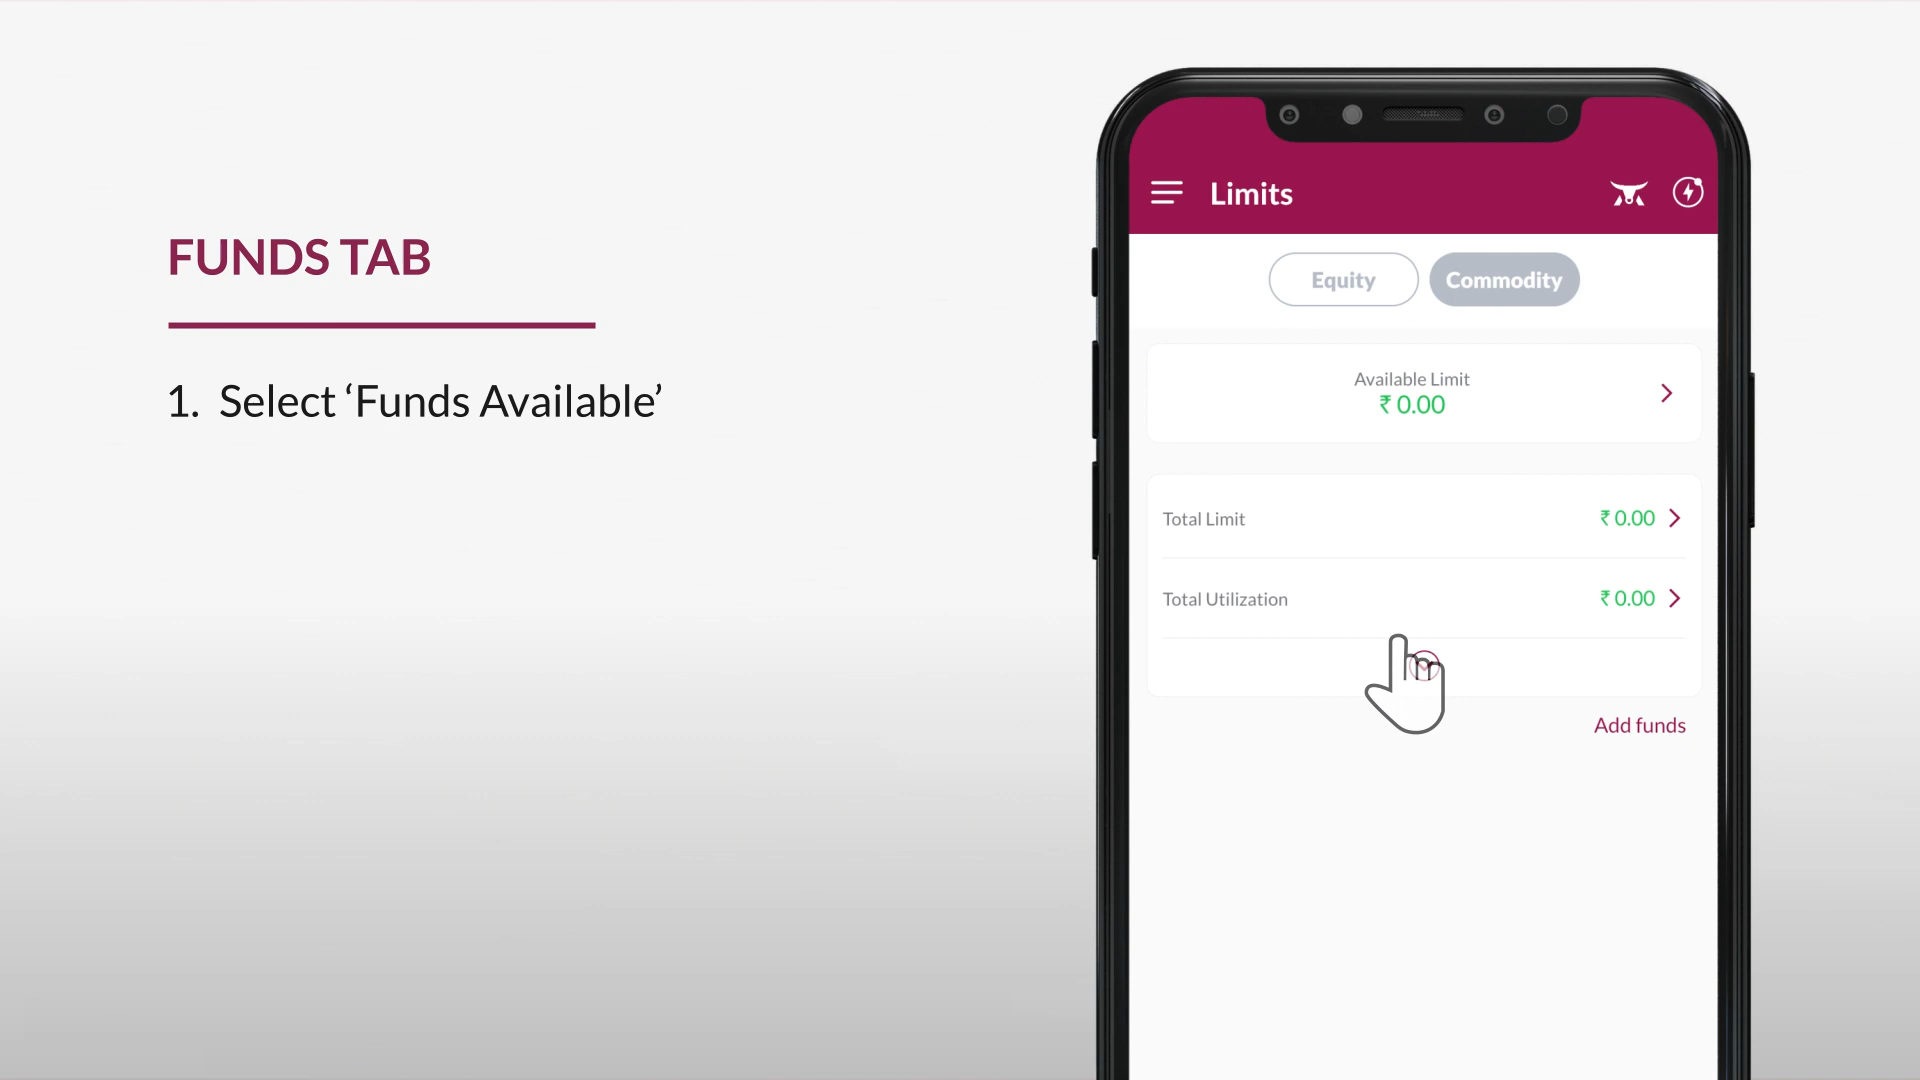 FUNDS TAB
1. Select ‘Funds Available’
Limits
Equity
Commodity
Available Limit
₹ 0.00
Total Limit
₹ 0.00
Total Utilization
₹ 0.00
Add funds